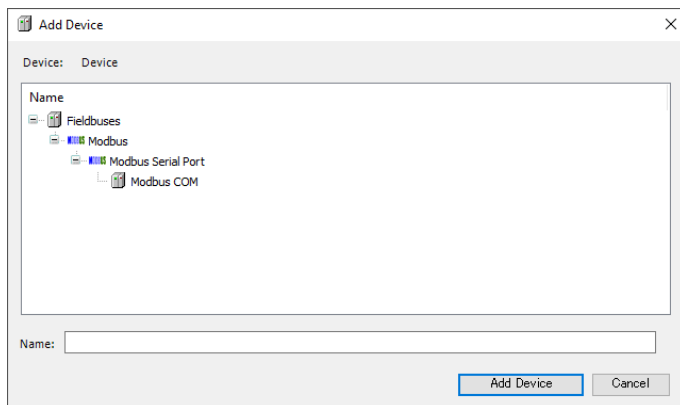 Add Device
Device: Device
Name
Fieldbuses
Modbus
Modbus Serial Port
Modbus COM
Name:
Add Device Cancel